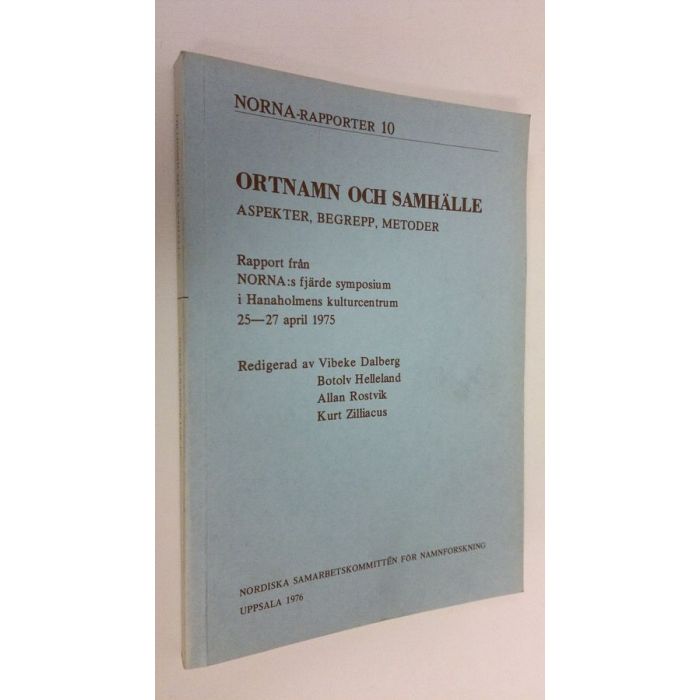 NORNA-RAPPORTER 10
ORTNAMN OCH SAMHÄLLE
ASPEKTER, BEGREPP, METODER
Rapport från
NORNA:s fjärde symposium
i Hanaholmens kulturcentrum
25—27 april 1975
Redigerad av Vibeke Dalberg
Botolv Helleland
Allan Rostvik
Kurt Zilliacus
NORDISKA SAMARBETSKOMMITTÉN FÖR NAMNFORSKNING
UPPSALA 1976